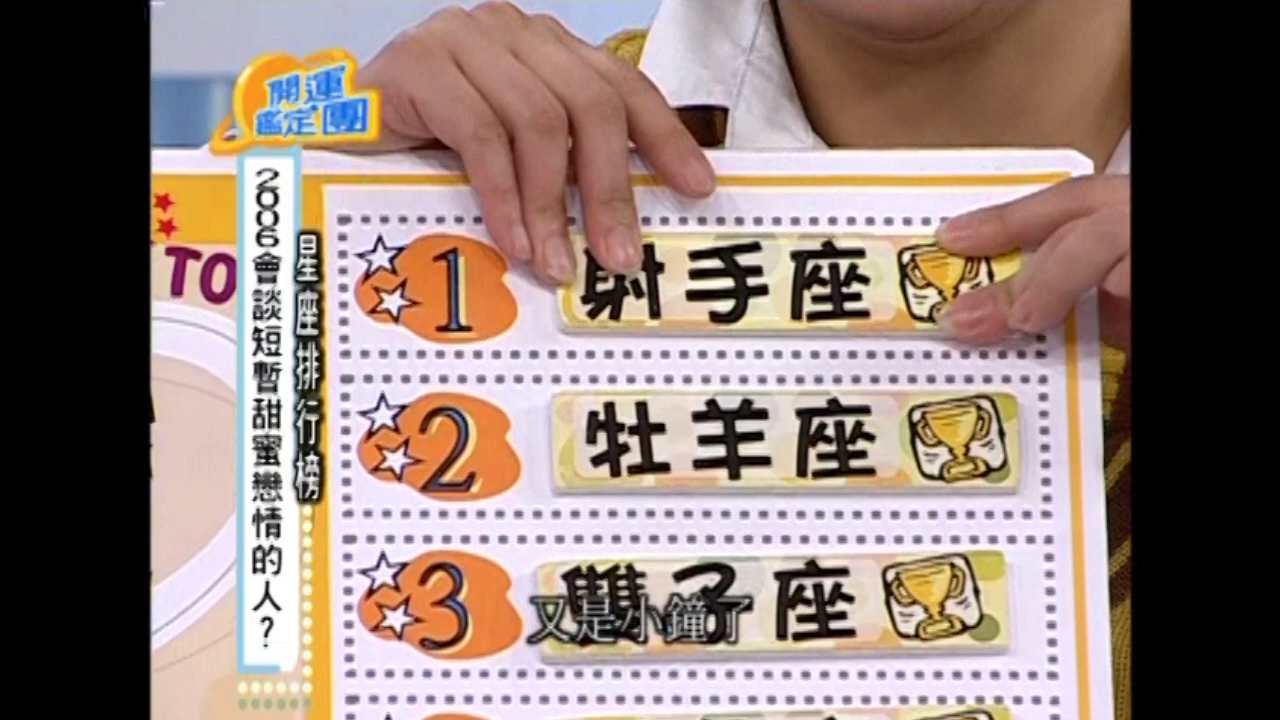 開運
鑑定團
星座排行榜
2006會談短暫甜蜜戀情的人?
TO
1
射手座
2
牡羊座
3
雙子座
又是小鐘了